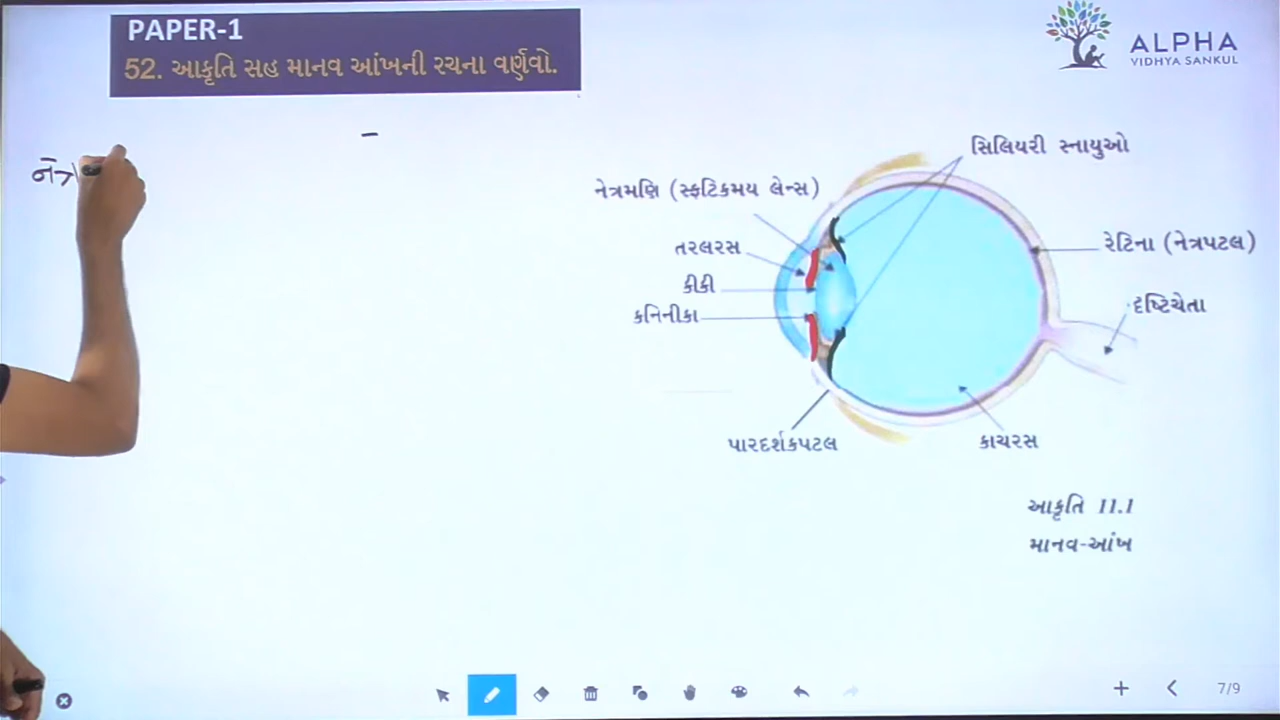 PAPER-1
52. આકૃતિ સહ માનવ આંખની રચના વર્ણવો.
ALPHA
VIDHYA SANKUL
નેત્ર
સિલિયરી સ્નાયુઓ
નેત્રમણિ (સ્ફટિકમય લેન્સ)
તરલરસ
રેટિના (નેત્રપટલ)
કીકી
કનિનીકા
દૃષ્ટિચેતા
પારદર્શકપટલ
કાચરસ
આકૃતિ 11.1
માનવ-આંખ
7/9